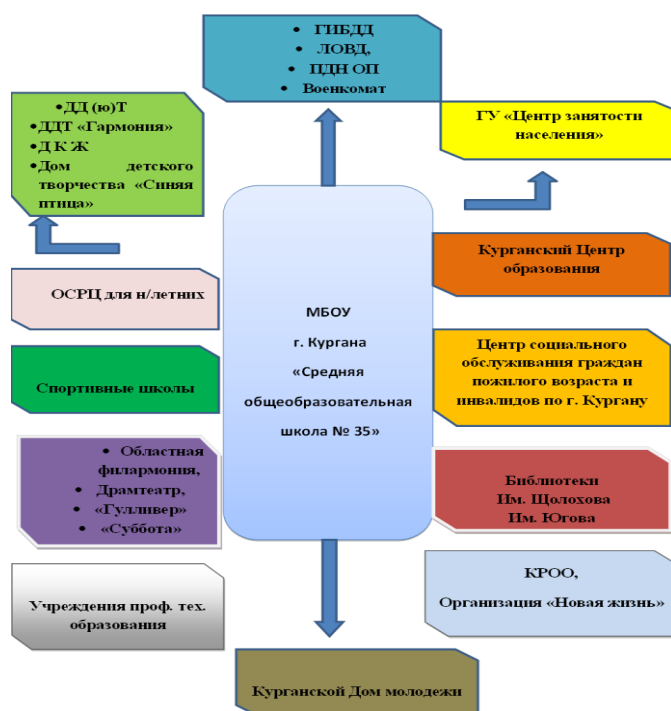 • ГИБДД
• ЛОВД,
• ПДН ОП
• Военкомат
•ДД (ю)Т
•ДДТ «Гармония»
•Д К Ж
•Дом детского
творчества «Синяя
птица»
ГУ «Центр занятости
населения»
ОСРЦ для н/летних
Курганский Центр
образования
МБОУ
г. Кургана
«Средняя
общеобразовательная
школа № 35»
Спортивные школы
Центр социального
обслуживания граждан
пожилого возраста и
инвалидов по г. Кургану
• Областная
филармония,
• Драмтеатр,
• «Гулливер»
• «Суббота»
Библиотеки
Им. Щолохова
Им. Югова
Учреждения проф. тех.
образования
КРОО,
Организация «Новая жизнь»
Курганской Дом молодежи